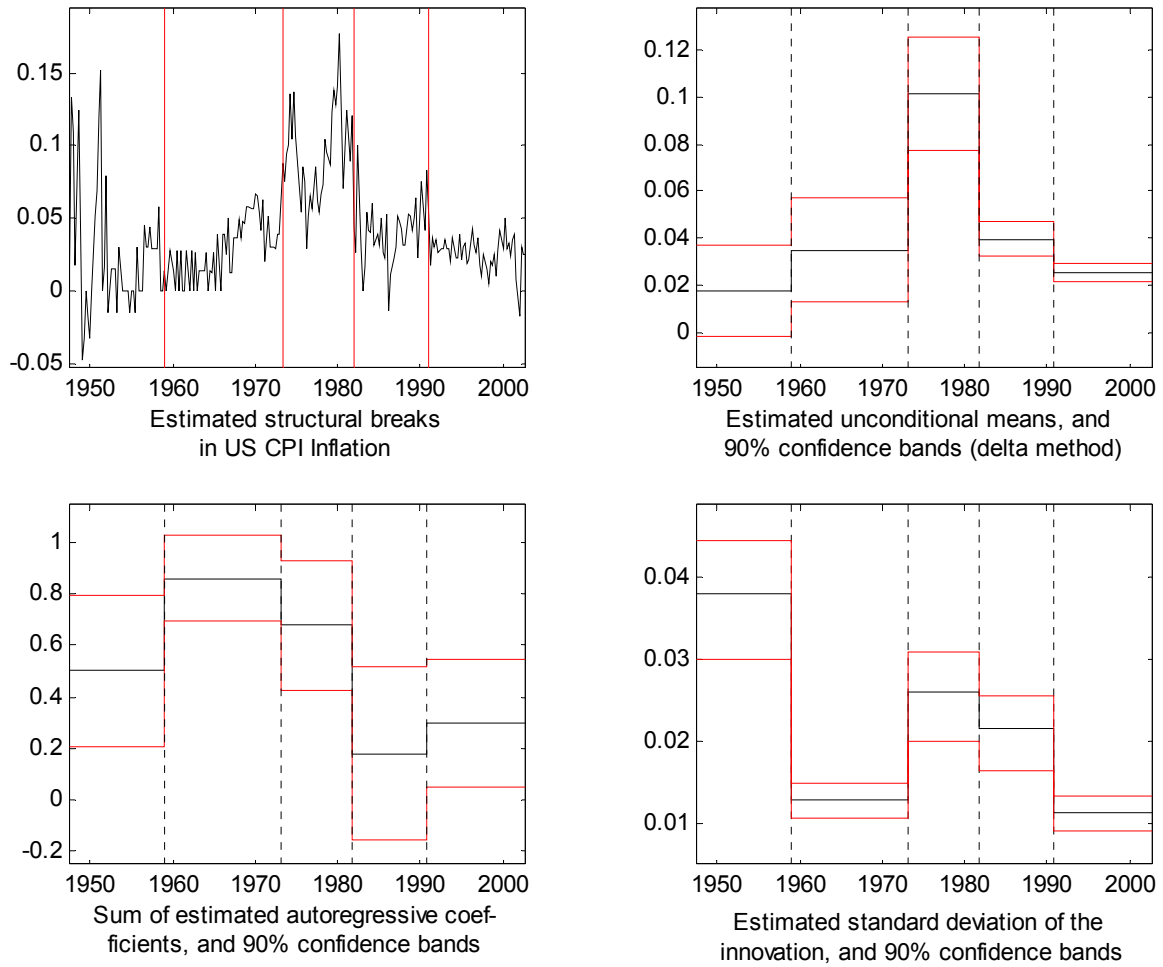 0.15
0.1
0.05
0
-0.05
1950 1960 1970 1980 1990 2000
Estimated structural breaks
in US CPI Inflation
0.12
0.1
0.08
0.06
0.04
0.02
0
1950 1960 1970 1980 1990 2000
Estimated unconditional means, and
90% confidence bands (delta method)
1
0.8
0.6
0.4
0.2
0
-0.2
1950 1960 1970 1980 1990 2000
Sum of estimated autoregressive coef-
ficients, and 90% confidence bands
0.04
0.03
0.02
0.01
1950 1960 1970 1980 1990 2000
Estimated standard deviation of the
innovation, and 90% confidence bands